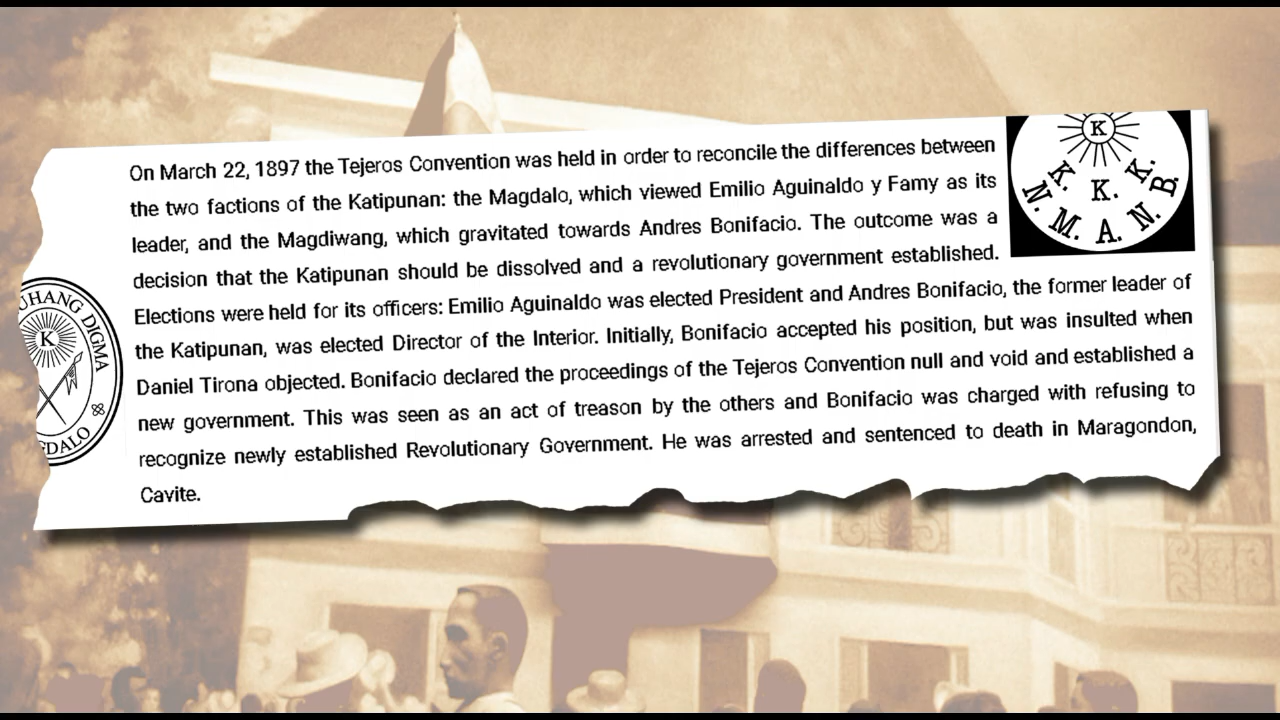 On March 22, 1897 the Tejeros Convention was held in order to reconcile the differences between
the two factions of the Katipunan: the Magdalo, which viewed Emilio Aguinaldo y Famy as its
leader, and the Magdiwang, which gravitated towards Andres Bonifacio. The outcome was a
decision that the Katipunan should be dissolved and a revolutionary government established.
Elections were held for its officers: Emilio Aguinaldo was elected President and Andres Bonifacio, the former leader of
the Katipunan, was elected Director of the Interior. Initially, Bonifacio accepted his position, but was insulted when
Daniel Tirona objected. Bonifacio declared the proceedings of the Tejeros Convention null and void and established a
new government. This was seen as an act of treason by the others and Bonifacio was charged with refusing to
recognize newly established Revolutionary Government. He was arrested and sentenced to death in Maragondon,
Cavite.
K
K. K. K.
N. M. A. N. B.
UHANG DIGMA
K
GDALO